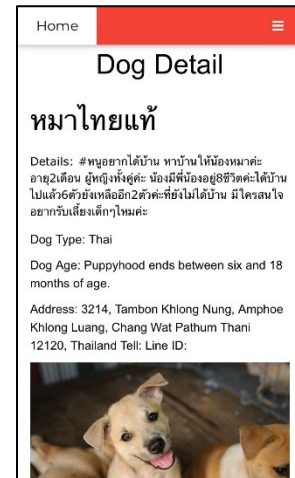 Home
Dog Detail
หมาไทยแท้
Details: #หนูอยากได้บ้าน หาบ้านให้น้องหมาค่ะ
อายุ2เดือน ผู้หญิงทั้งคู่ค่ะ น้องมีพี่น้องอยู่8ชีวิตค่ะได้บ้าน
ไปแล้ว6ตัวยังเหลืออีก2ตัวค่ะที่ยังไม่ได้บ้าน มีใครสนใจ
อยากรับเลี้ยงเด็กๆไหมค่ะ
Dog Type: Thai
Dog Age: Puppyhood ends between six and 18
months of age.
Address: 3214, Tambon Khlong Nung, Amphoe
Khlong Luang, Chang Wat Pathum Thani
12120, Thailand Tell: Line ID: